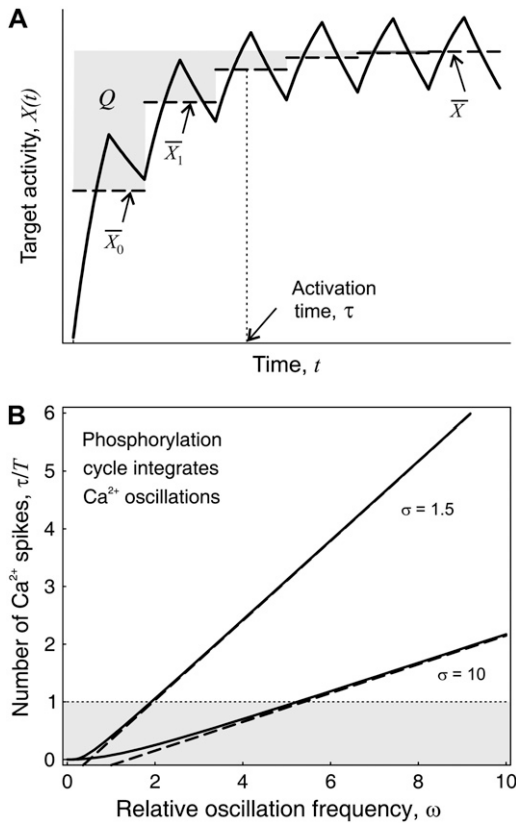 A
Target activity, X(t)
Q
X̅₀
X̅₁
X̅
Activation
time, τ
Time, t
B
Number of Ca²⁺ spikes, τ/T
6
5
4
3
2
1
0
Phosphorylation
cycle integrates
Ca²⁺ oscillations
σ = 1.5
σ = 10
0 2 4 6 8 10
Relative oscillation frequency, ω